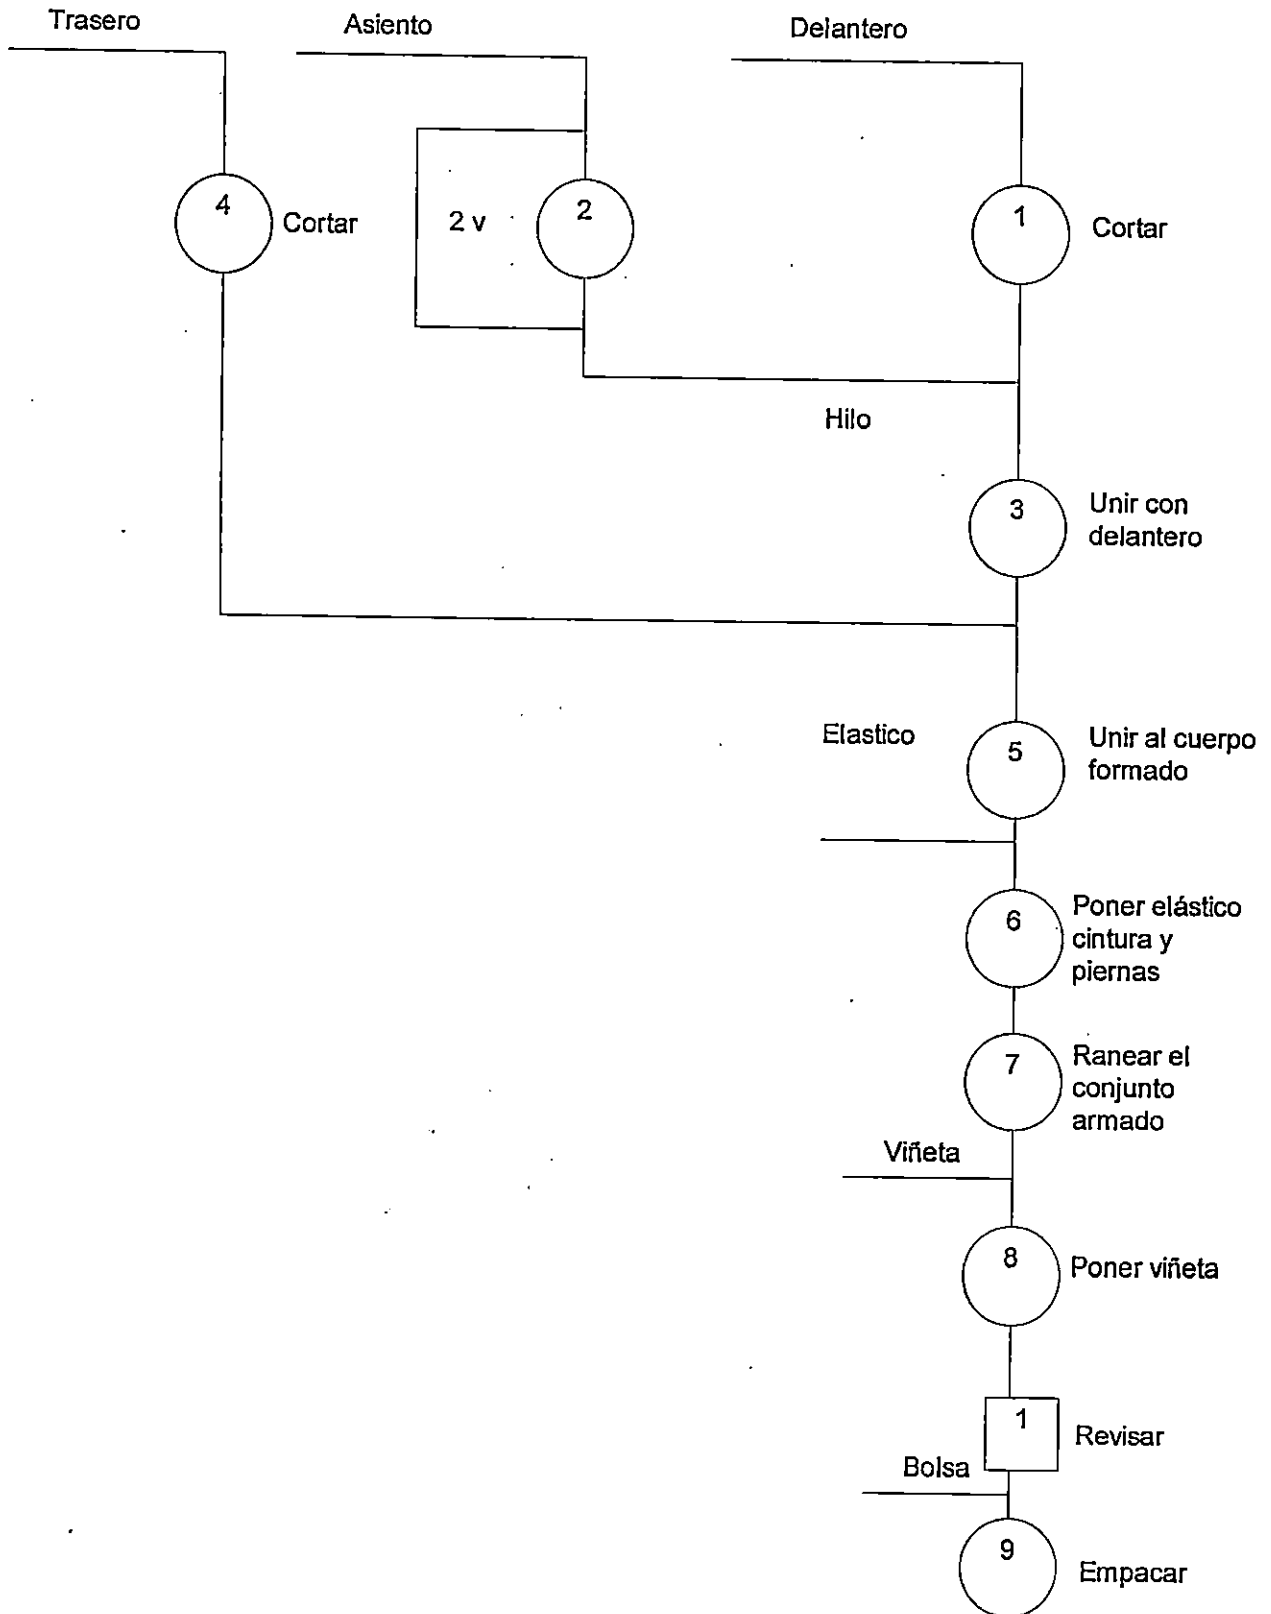 Trasero
Asiento
Delantero
4
Cortar
2 v
2
1
Cortar
Hilo
3
Unir con
delantero
Elastico
5
Unir al cuerpo
formado
6
Poner elástico
cintura y
piernas
7
Ranear el
conjunto
armado
Viñeta
8
Poner viñeta
1
Revisar
Bolsa
9
Empacar